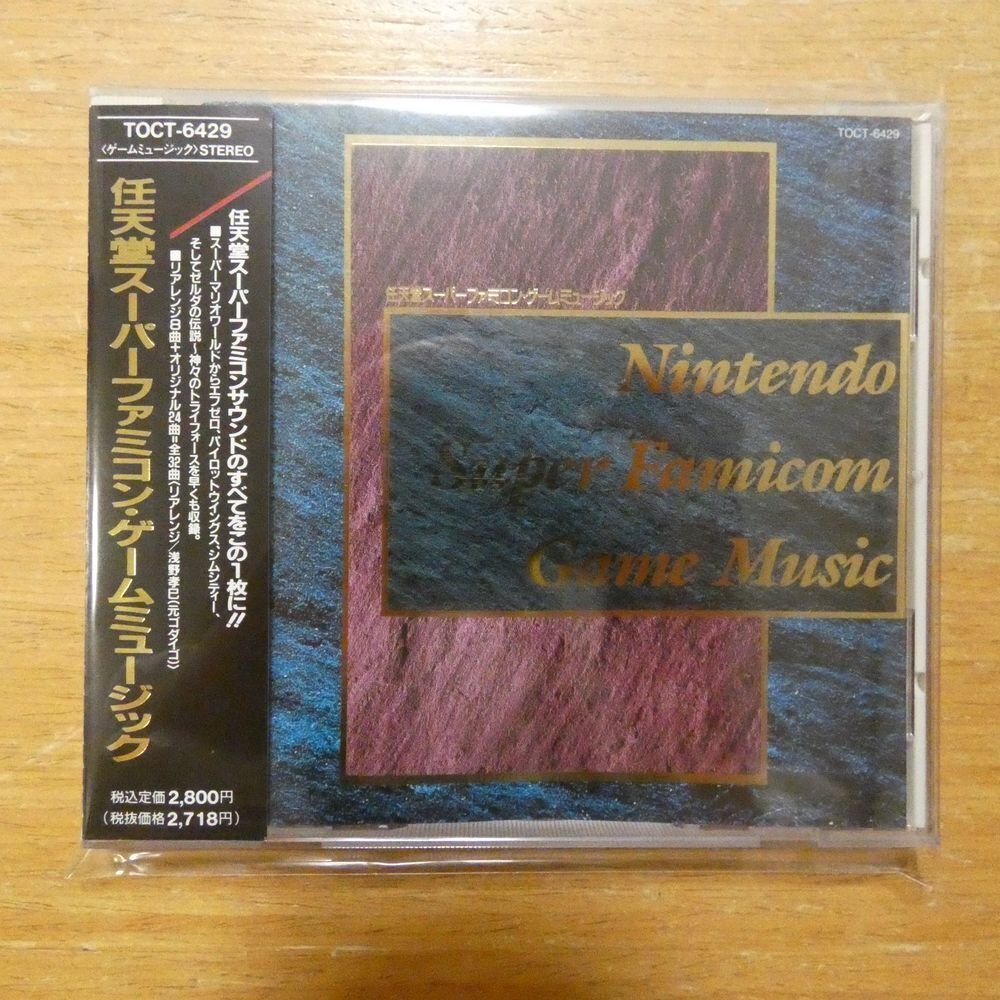 TOCT-6429
〈ゲームミュージック〉STEREO
任天堂スーパーファミコン・ゲームミュージック
任天堂スーパーファミコンサウンドのすべてをこの1枚に!!
■スーパーマリオワールドからエフゼロ、パイロットウイングス、シムシティー、
そしてゼルダの伝説~神々のトライフォースを早くも収録。
■リアレンジ8曲+オリジナル24曲=全32曲(リアレンジ/浅野孝已(元ゴダイゴ))
税込定価2,800円
(税抜価格2,718円)
TOCT-6429
任天堂スーパーファミコン・ゲームミュージック
Nintendo
Super Famicom
Game Music